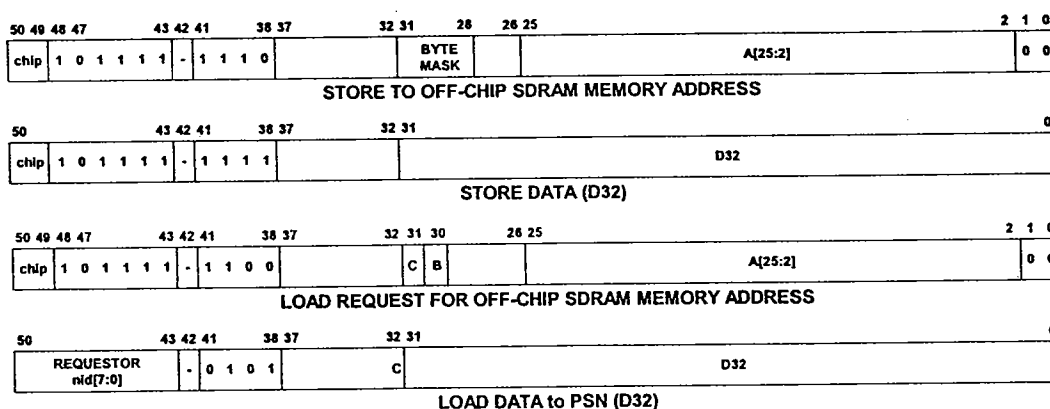 50 49 48 47 43 42 41 38 37 32 31 28 26 25 2 1 0
chip 1 0 1 1 1 1 - 1 1 1 0 BYTE MASK A[25:2] 0 0
STORE TO OFF-CHIP SDRAM MEMORY ADDRESS
50 43 42 41 38 37 32 31 0
chip 1 0 1 1 1 1 - 1 1 1 1 D32
STORE DATA (D32)
50 49 48 47 43 42 41 38 37 32 31 30 26 25 2 1 0
chip 1 0 1 1 1 1 - 1 1 0 0 C B A[25:2] 0 0
LOAD REQUEST FOR OFF-CHIP SDRAM MEMORY ADDRESS
50 43 42 41 38 37 32 31
REQUESTOR nid[7:0] - 0 1 0 1 C D32
LOAD DATA to PSN (D32)